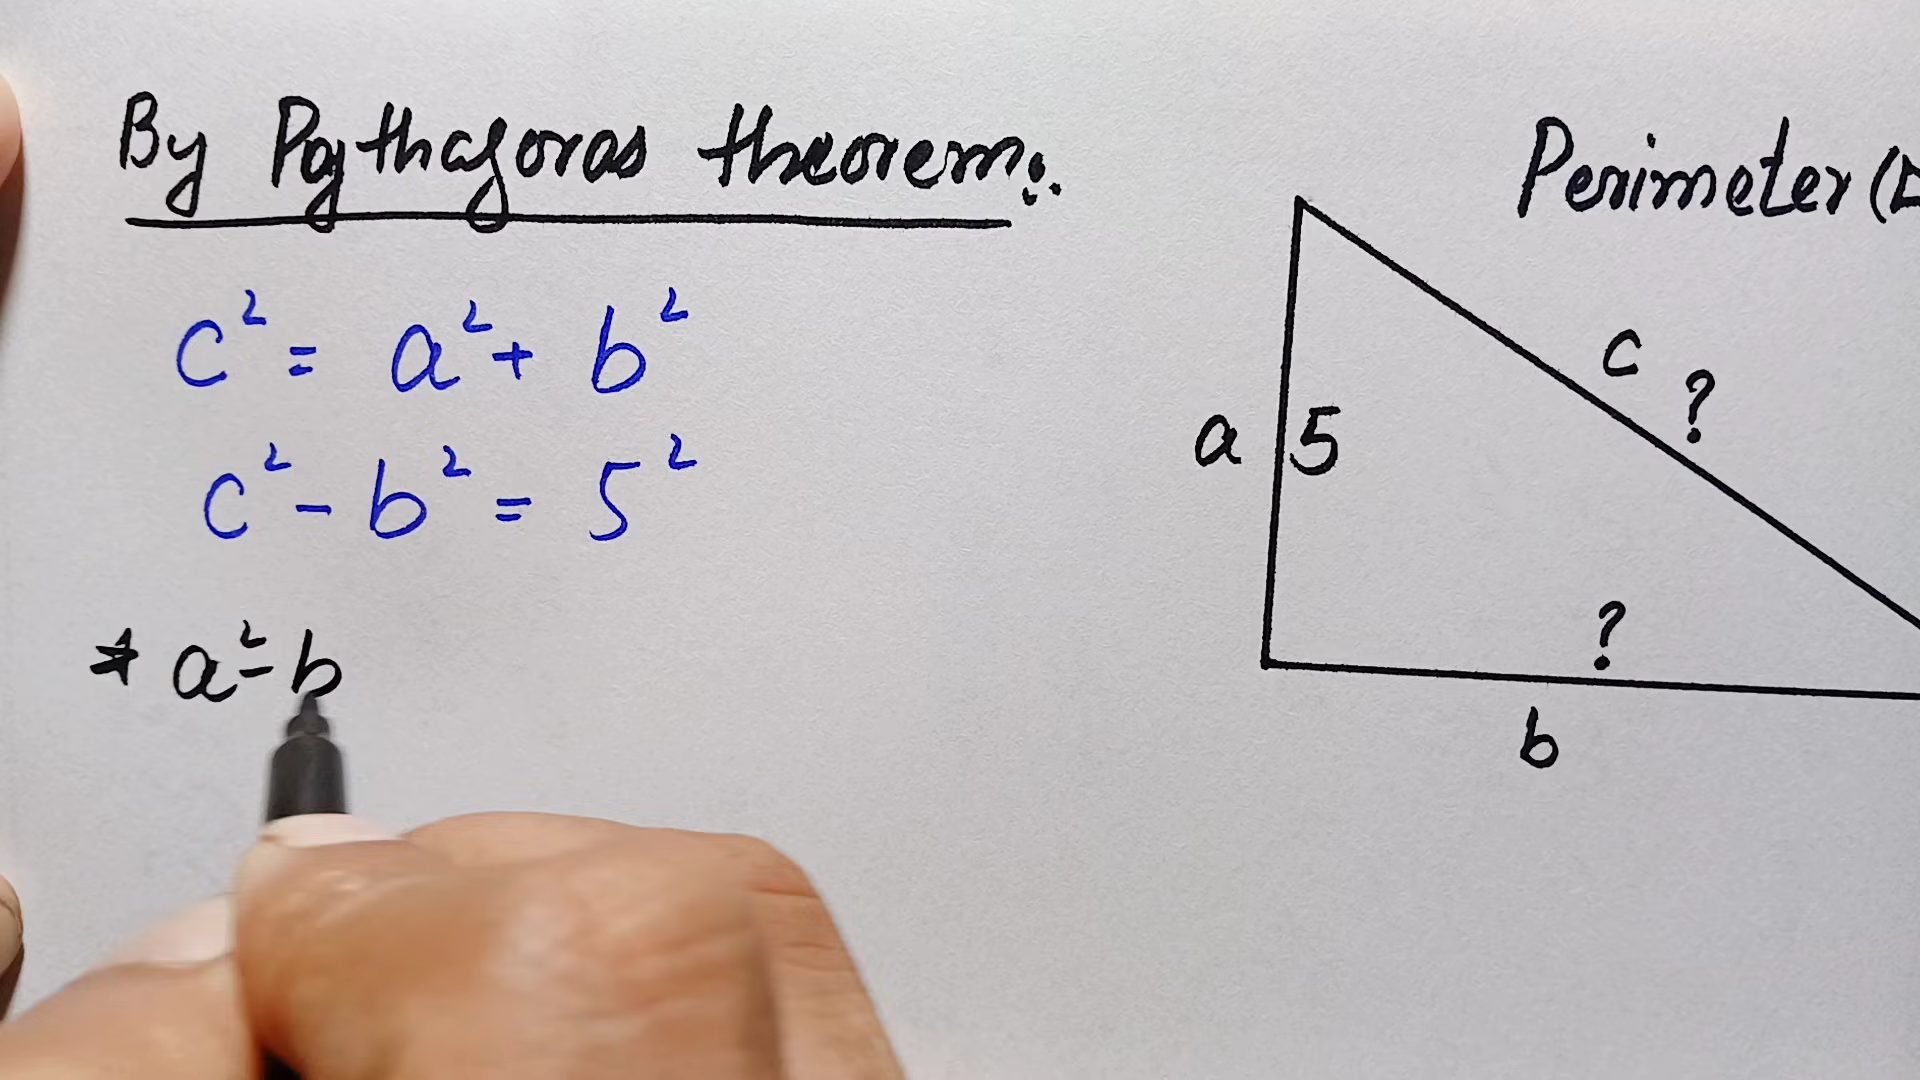 By Pythagoras theorem:.
c² = a² + b²
c² - b² = 5²
* a² - b
Perimeter (Δ
a 5
c ?
?
b